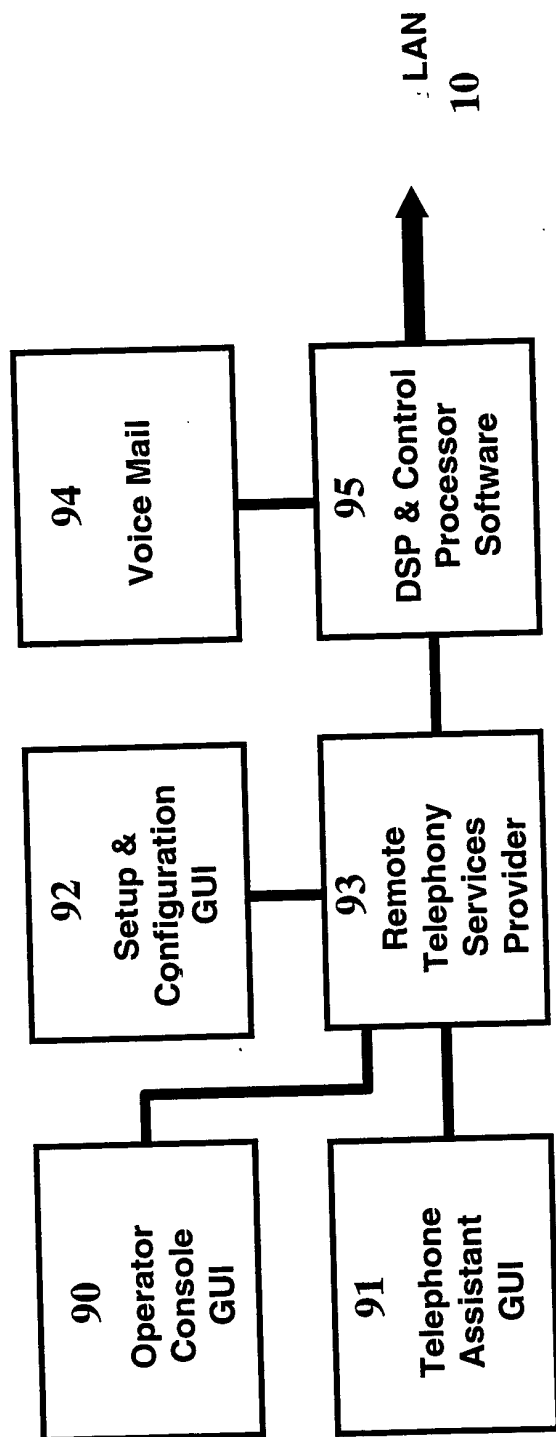 90
Operator
Console
GUI
92
Setup &
Configuration
GUI
94
Voice Mail
91
Telephone
Assistant
GUI
93
Remote
Telephony
Services
Provider
95
DSP & Control
Processor
Software
LAN
10